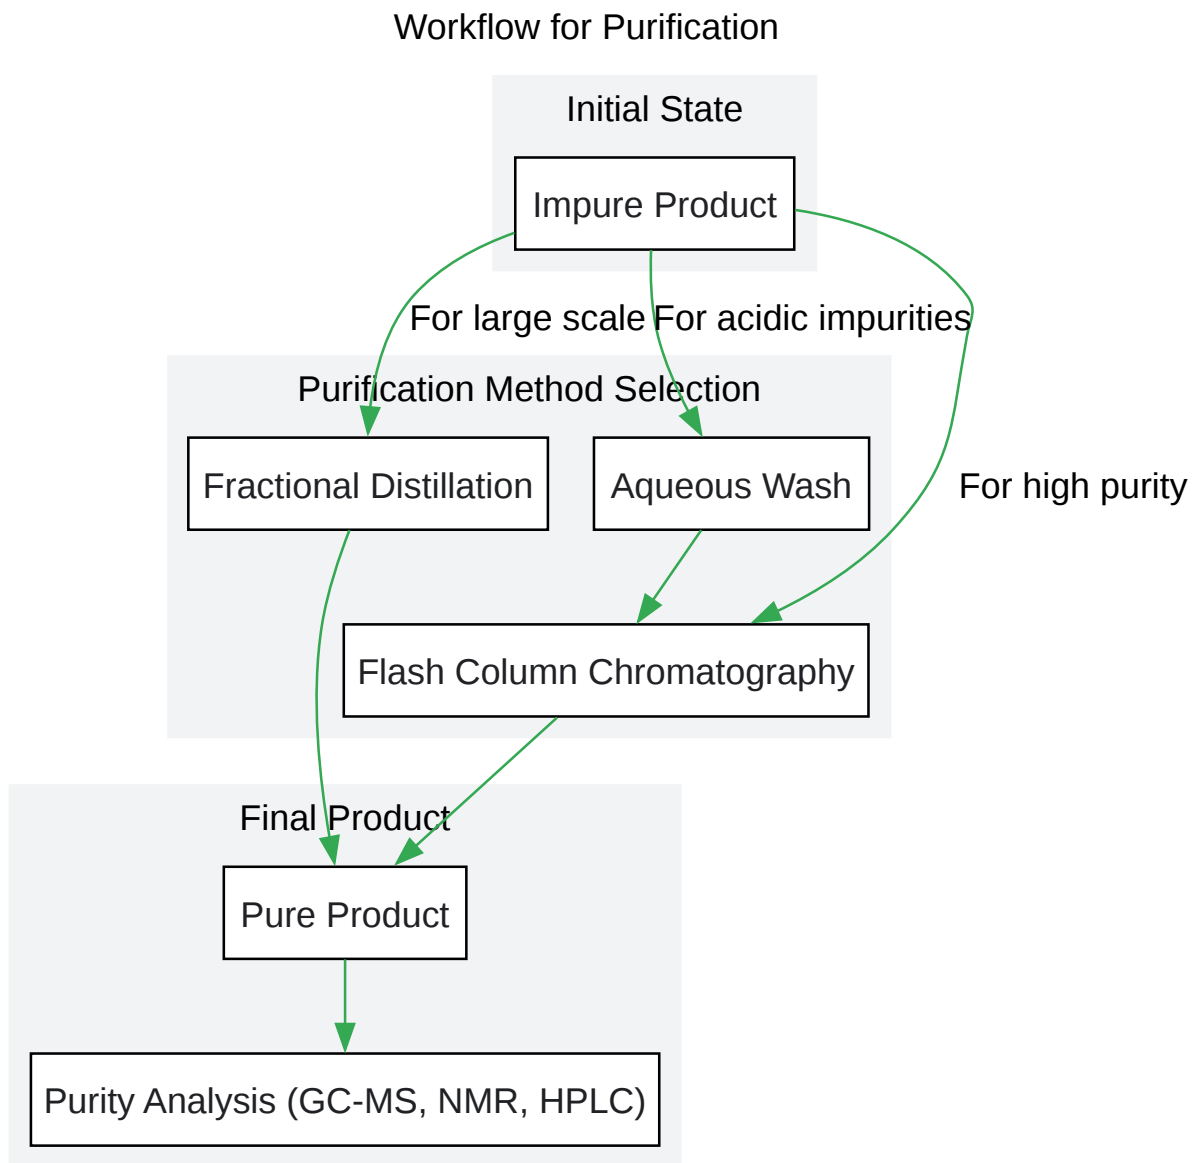 Workflow for Purification
Initial State
Impure Product
For large scale
For acidic impurities
Purification Method Selection
Fractional Distillation
Aqueous Wash
For high purity
Flash Column Chromatography
Final Product
Pure Product
Purity Analysis (GC-MS, NMR, HPLC)